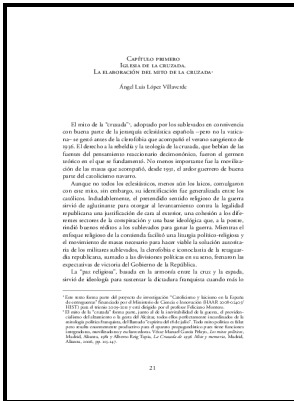 CAPÍTULO PRIMERO
IGLESIA DE LA CRUZADA.
LA ELABORACIÓN DEL MITO DE LA CRUZADA¹
Ángel Luis López Villaverde
El mito de la "cruzada"², adoptado por los sublevados en connivencia
con buena parte de la jerarquía eclesiástica española –pero no la vatica-
na– se gestó antes de la clerofobia que acompañó el verano sangriento de
1936. El derecho a la rebeldía y la teología de la cruzada, que bebían de las
fuentes del pensamiento reaccionario decimonónico, fueron el germen
teórico en el que se fundamentó. No menos importante fue la moviliza-
ción de las masas que acompañó, desde 1931, el ardor guerrero de buena
parte del catolicismo navarro.
Aunque no todos los eclesiásticos, menos aún los laicos, comulgaron
con este mito, sin embargo, su identificación fue generalizada entre los
católicos. Indudablemente, el pretendido sentido religioso de la guerra
sirvió de aglutinante por otorgar al levantamiento contra la legalidad
republicana una justificación de cara al exterior, una cohesión a los dife-
rentes sectores de la conspiración y una base ideológica que, a la postre,
rindió buenos réditos a los sublevados para ganar la guerra. Mientras el
enfoque religioso de la contienda facilitó una liturgia político-religiosa y
el movimiento de masas necesario para hacer viable la solución autorita-
ria de los militares sublevados, la clerofobia e iconoclastia de la retaguar-
dia republicana, sumado a las divisiones políticas en su seno, frenaron las
expectativas de victoria del Gobierno de la República.
La "paz religiosa", basada en la armonía entre la cruz y la espada,
sirvió de ideología para sustentar la dictadura franquista cuando más lo
21